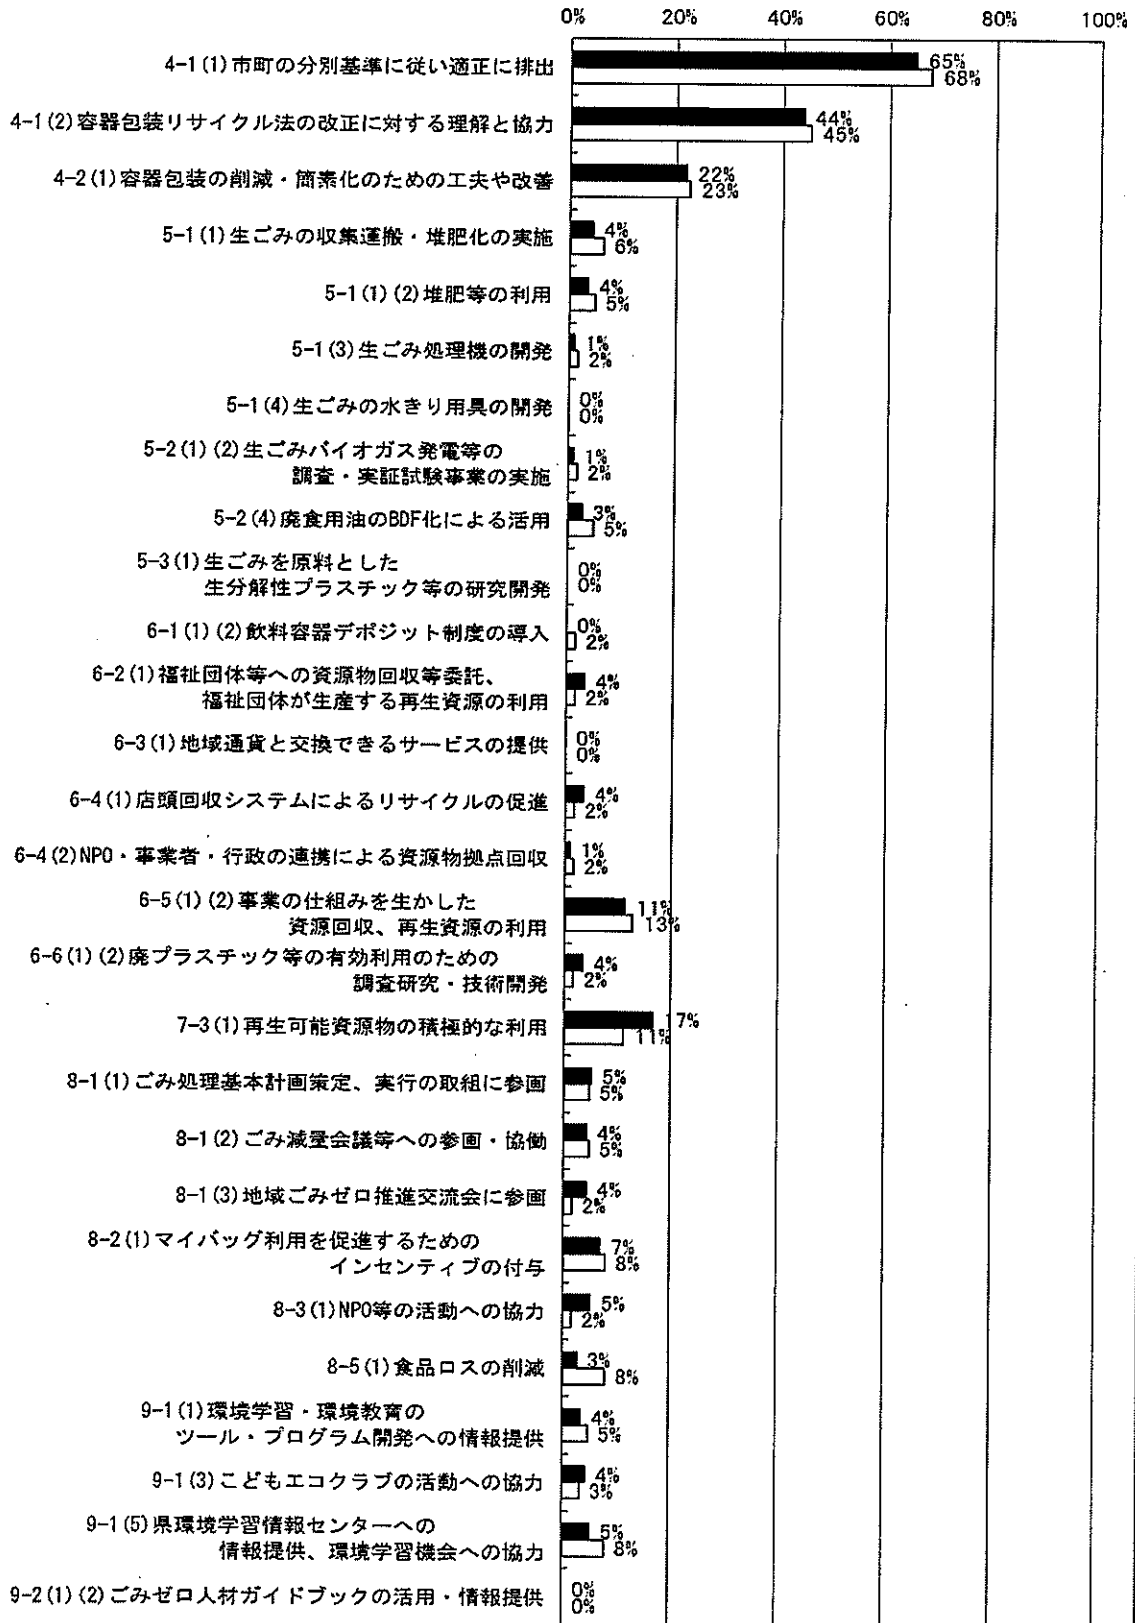 0% 20% 40% 60% 80% 100%
4-1(1)市町の分別基準に従い適正に排出
65%
68%
4-1(2)容器包装リサイクル法の改正に対する理解と協力
44%
45%
4-2(1)容器包装の削減・簡素化のための工夫や改善
22%
23%
5-1(1)生ごみの収集運搬・堆肥化の実施
4%
6%
5-1(1)(2)堆肥等の利用
4%
5%
5-1(3)生ごみ処理機の開発
1%
2%
5-1(4)生ごみの水きり用具の開発
0%
0%
5-2(1)(2)生ごみバイオガス発電等の
調査・実証試験事業の実施
1%
2%
5-2(4)廃食用油のBDF化による活用
3%
5%
5-3(1)生ごみを原料とした
生分解性プラスチック等の研究開発
0%
0%
6-1(1)(2)飲料容器デポジット制度の導入
0%
2%
6-2(1)福祉団体等への資源物回収等委託、
福祉団体が生産する再生資源の利用
4%
2%
6-3(1)地域通貨と交換できるサービスの提供
0%
0%
6-4(1)店頭回収システムによるリサイクルの促進
4%
2%
6-4(2)NPO・事業者・行政の連携による資源物拠点回収
1%
2%
6-5(1)(2)事業の仕組みを生かした
資源回収、再生資源の利用
11%
13%
6-6(1)(2)廃プラスチック等の有効利用のための
調査研究・技術開発
4%
2%
7-3(1)再生可能資源物の積極的な利用
17%
11%
8-1(1)ごみ処理基本計画策定、実行の取組に参画
5%
5%
8-1(2)ごみ減量会議等への参画・協働
4%
5%
8-1(3)地域ごみゼロ推進交流会に参画
4%
2%
8-2(1)マイバッグ利用を促進するための
インセンティブの付与
7%
8%
8-3(1)NPO等の活動への協力
5%
2%
8-5(1)食品ロスの削減
3%
8%
9-1(1)環境学習・環境教育の
ツール・プログラム開発への情報提供
4%
5%
9-1(3)こどもエコクラブの活動への協力
4%
3%
9-1(5)県環境学習情報センターへの
情報提供、環境学習機会への協力
5%
8%
9-2(1)(2)ごみゼロ人材ガイドブックの活用・情報提供
0%
0%